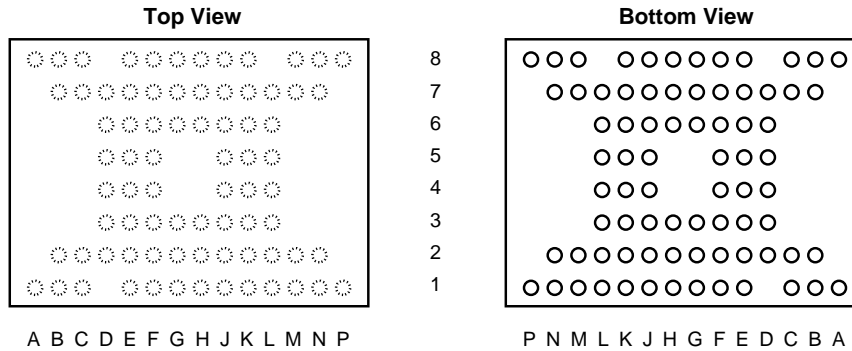 Top View
Bottom View
8
7
6
5
4
3
2
1
A B C D E F G H J K L M N P
P N M L K J H G F E D C B A